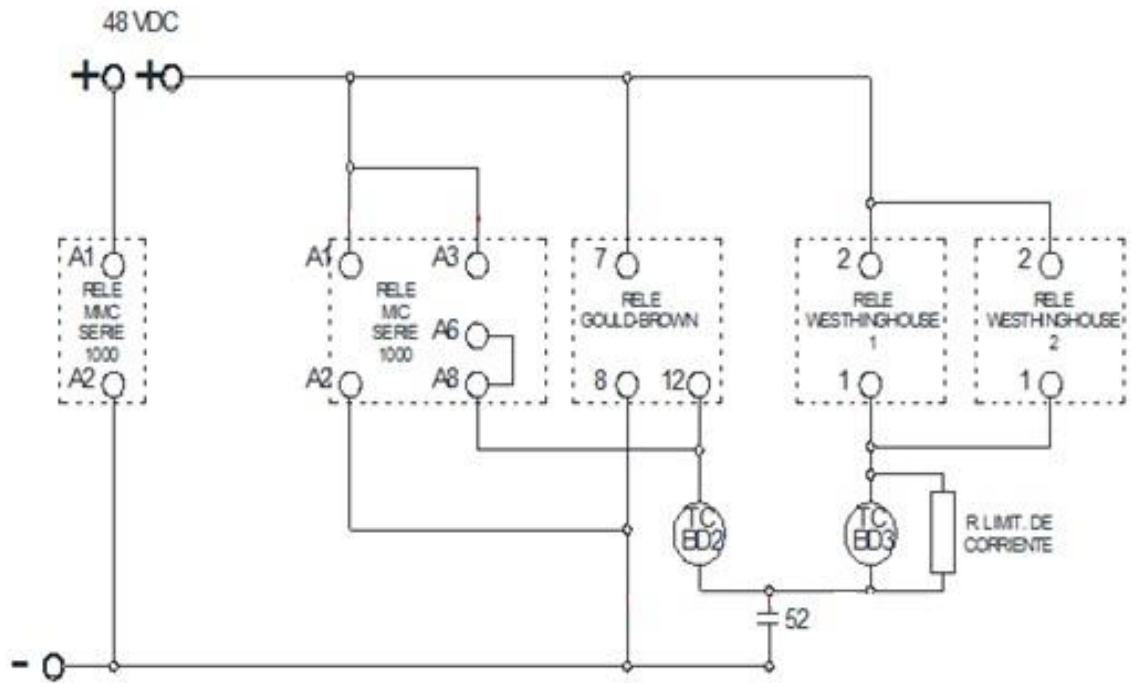 48 VDC
+ +
A1 A1 A3 7 2 2
RELE
MMC
SERIE
1000
RELE
MIC
SERIE
1000
RELE
GOULD-BROWN
RELE
WESTHINGHOUSE
1
RELE
WESTHINGHOUSE
2
A6
A2 A2 A8 8 12 1 1
TC
BD2
TC
BD3
R.LIMIT. DE
CORRIENTE
52
-